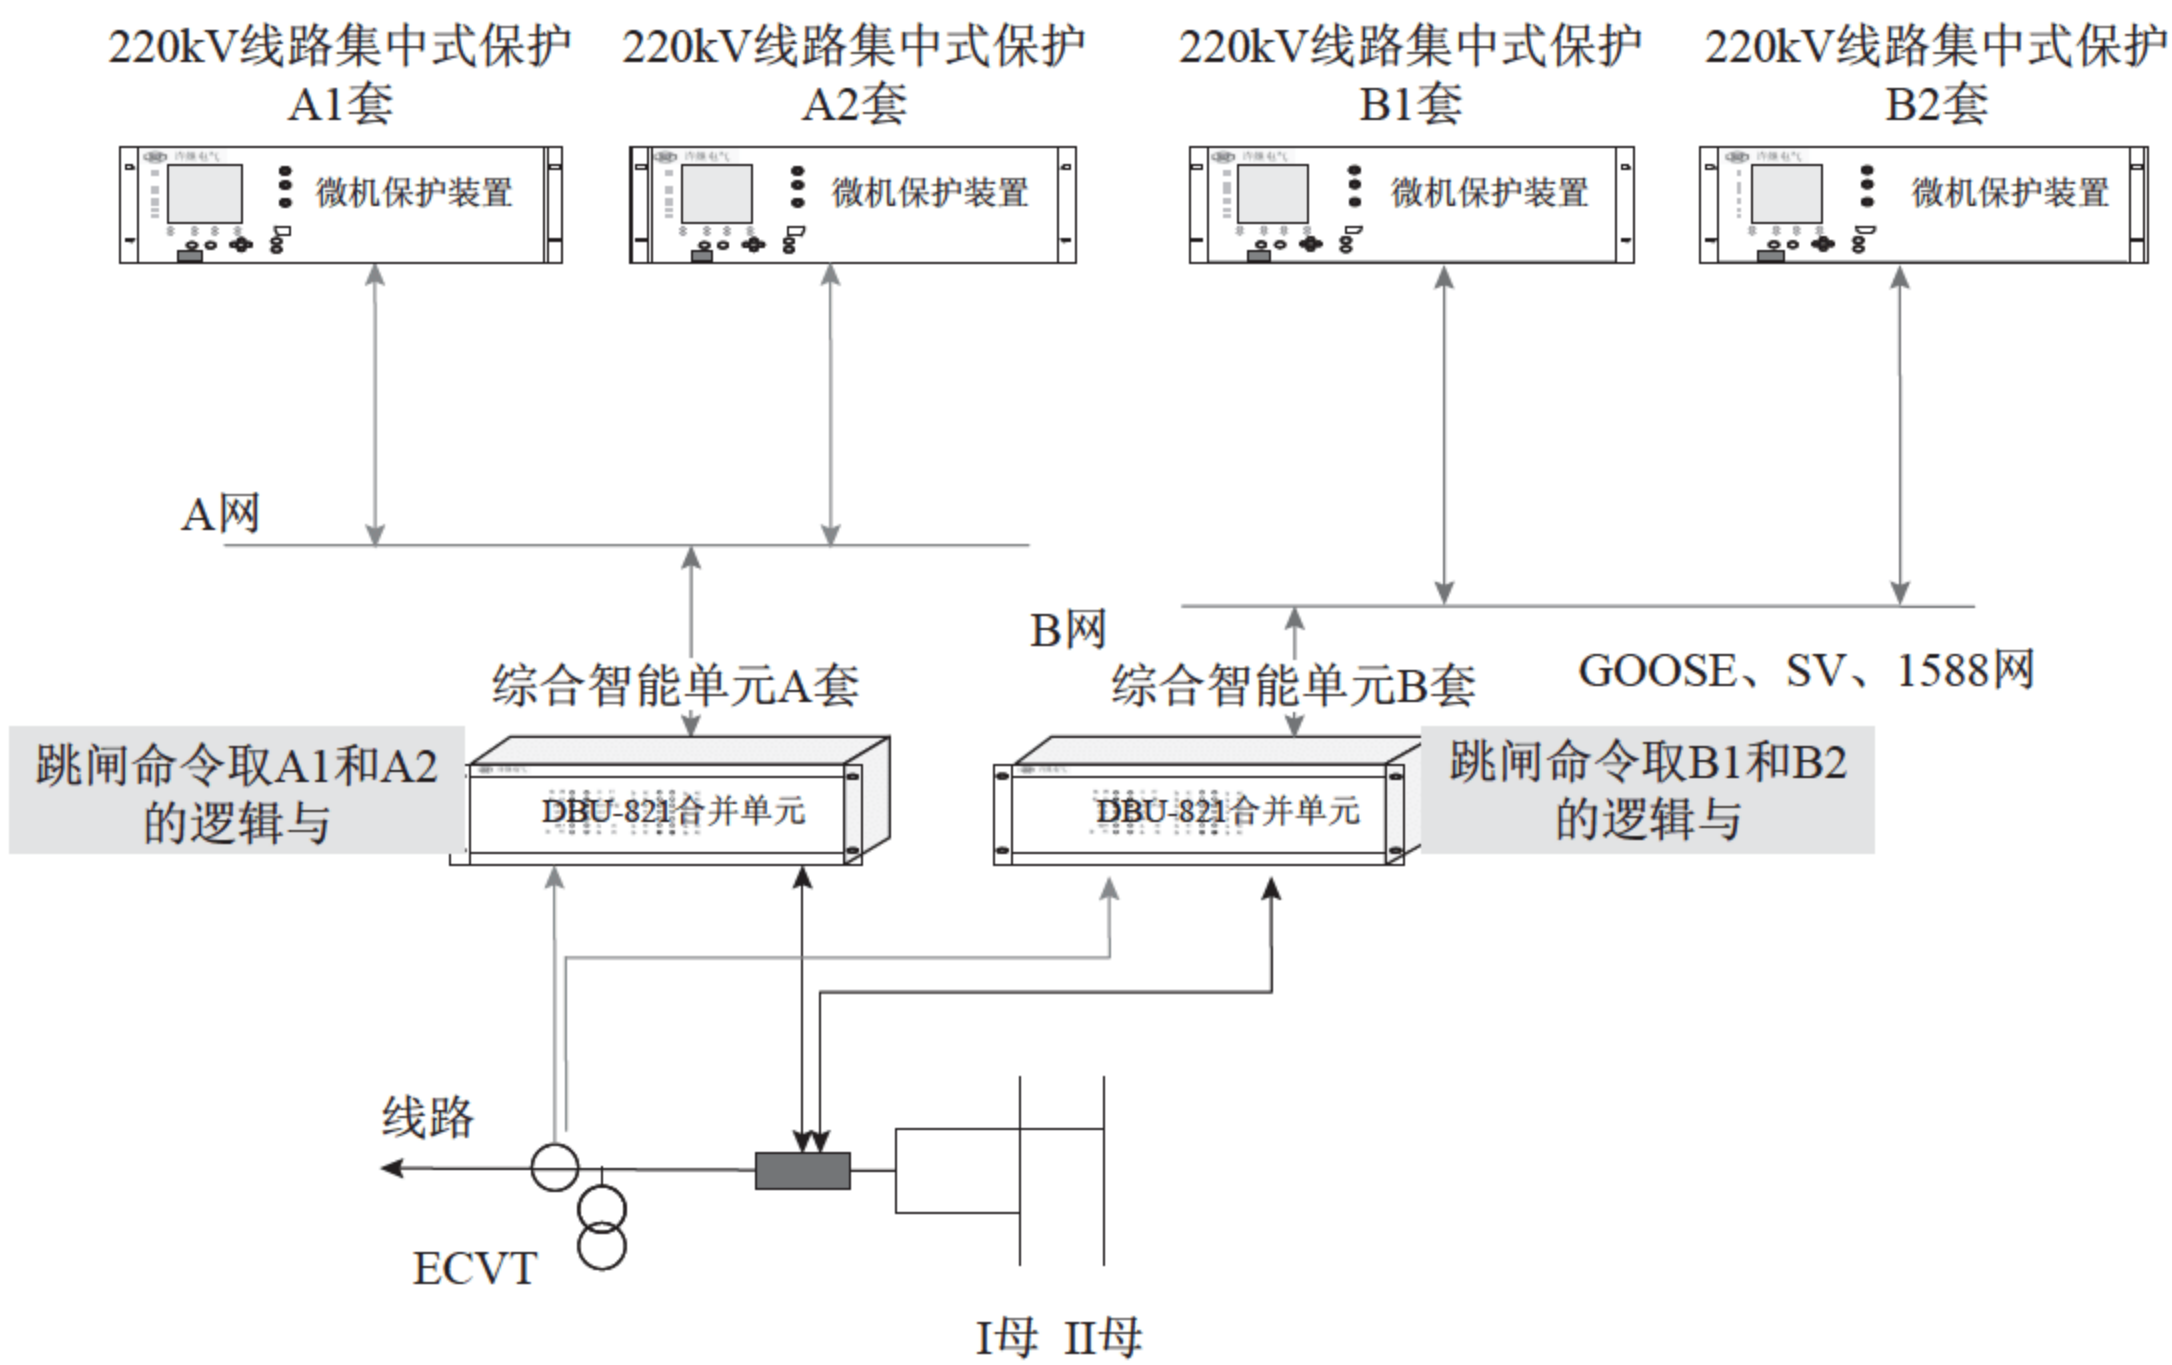 220kV线路集中式保护
A1套
220kV线路集中式保护
A2套
220kV线路集中式保护
B1套
220kV线路集中式保护
B2套
微机保护装置
微机保护装置
微机保护装置
微机保护装置
A网
B网
GOOSE、SV、1588网
综合智能单元A套
综合智能单元B套
跳闸命令取A1和A2
的逻辑与
DBU-821合并单元
DBU-821合并单元
跳闸命令取B1和B2
的逻辑与
线路
ECVT
I母 II母